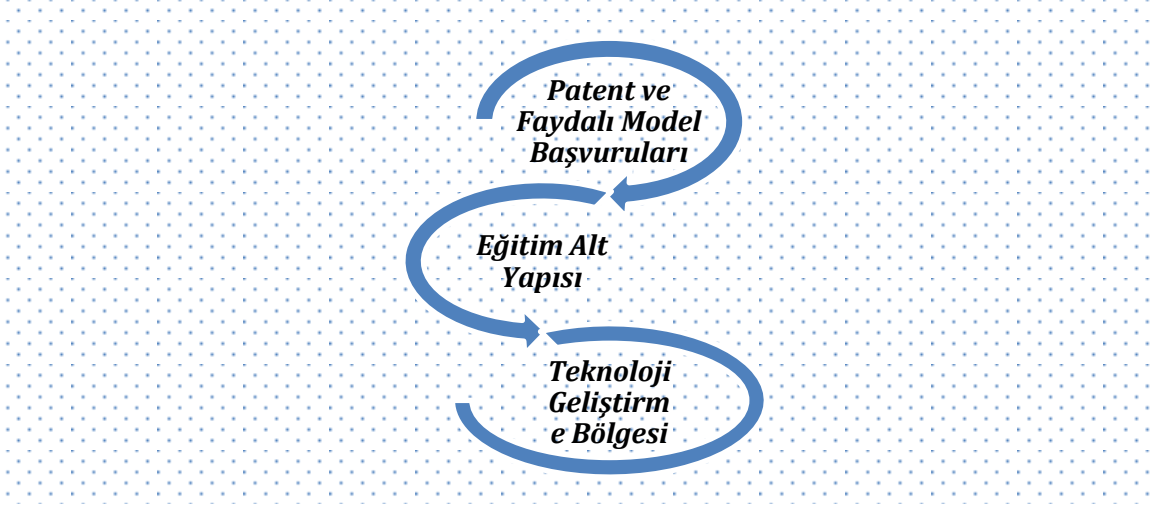 Patent ve
Faydalı Model
Başvuruları
Eğitim Alt
Yapısı
Teknoloji
Geliştirm
e Bölgesi